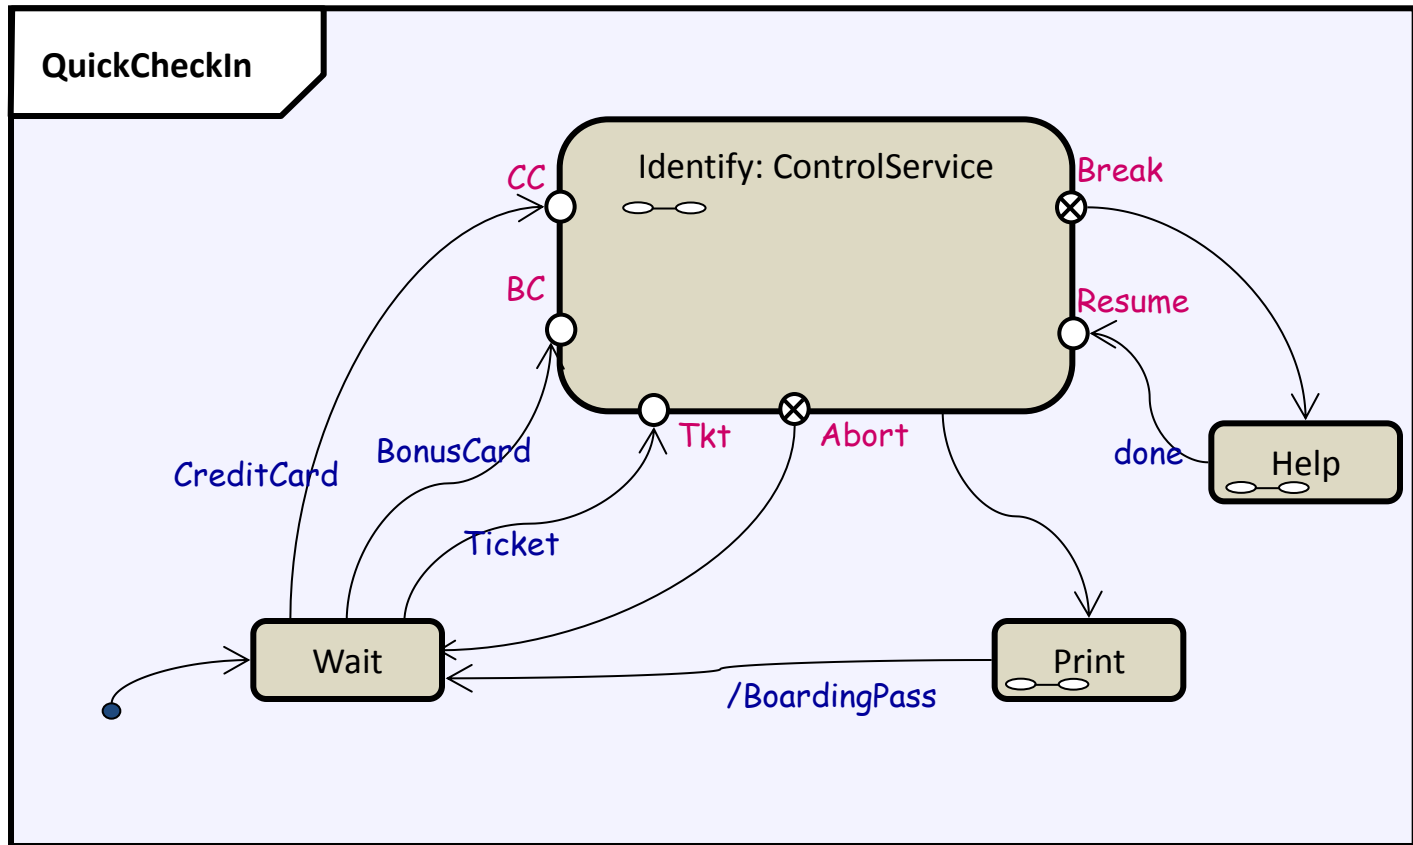 QuickCheckIn
Identify: ControlService
CC
Break
BC
Resume
Tkt
Abort
BonusCard
CreditCard
done
Help
Ticket
Wait
Print
/BoardingPass